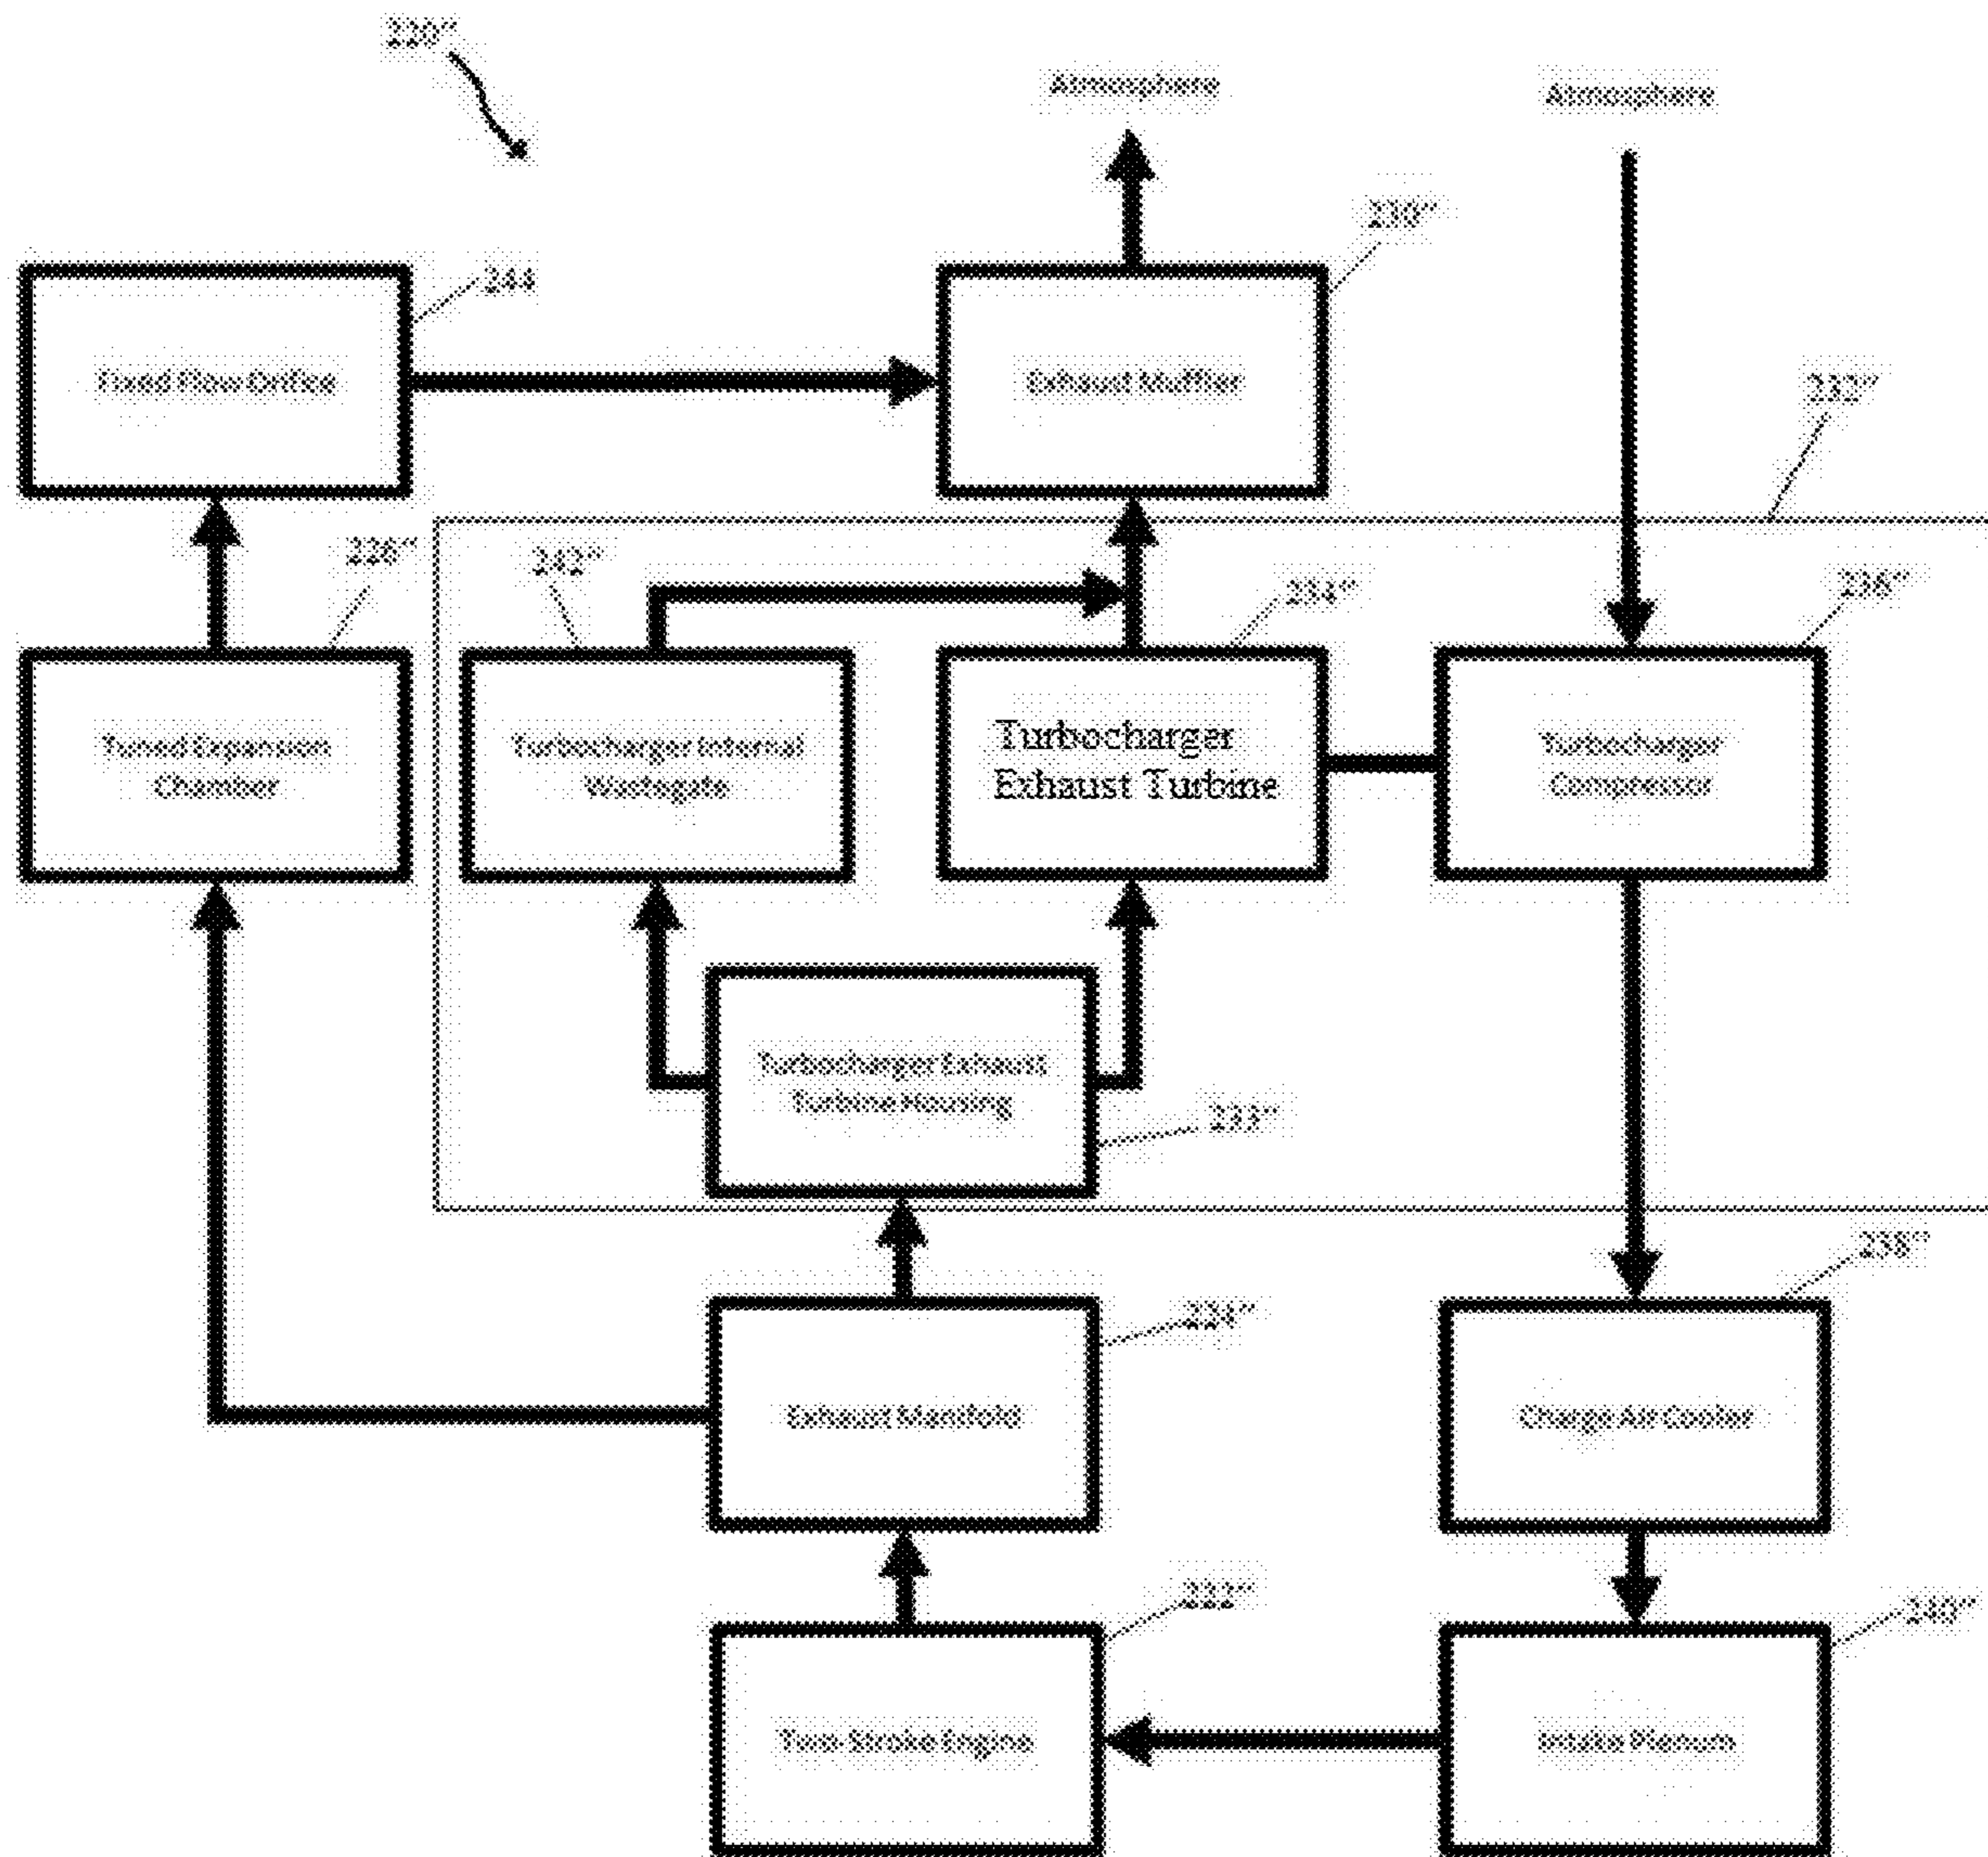 220"
Atmosphere
Atmosphere
230"
244
Fixed Flow Orifice
Exhaust Muffler
232"
228"
242"
234"
236"
Tuned Expansion
Chamber
Turbocharger Internal
Wastegate
Turbocharger
Exhaust Turbine
Turbocharger
Compressor
Turbocharger Exhaust
Turbine Housing
233"
238"
224"
Exhaust Manifold
Charge Air Cooler
222"
240"
Two-Stroke Engine
Intake Plenum